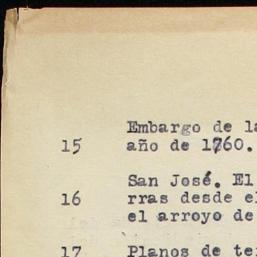 Embargo de la
15 año de 1760.
San José. El
16 rras desde el
el arroyo de
17 Planos de